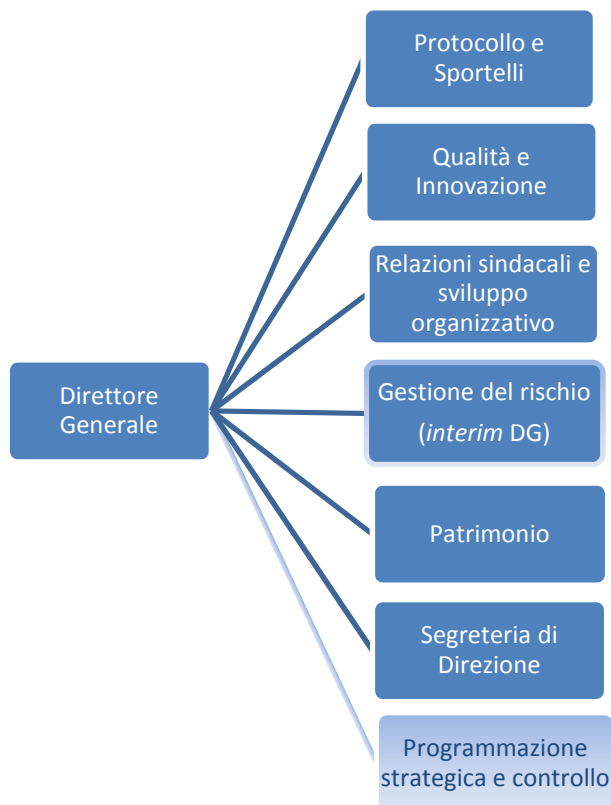 Protocollo e
Sportelli
Qualità e
Innovazione
Relazioni sindacali e
sviluppo
organizzativo
Direttore
Generale
Gestione del rischio
(interim DG)
Patrimonio
Segreteria di
Direzione
Programmazione
strategica e controllo